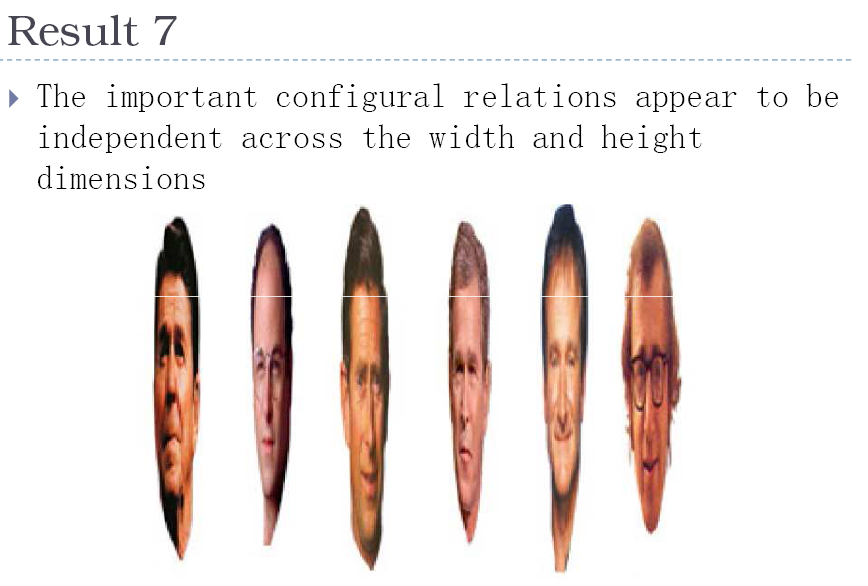 Result 7
The important configural relations appear to be
independent across the width and height
dimensions